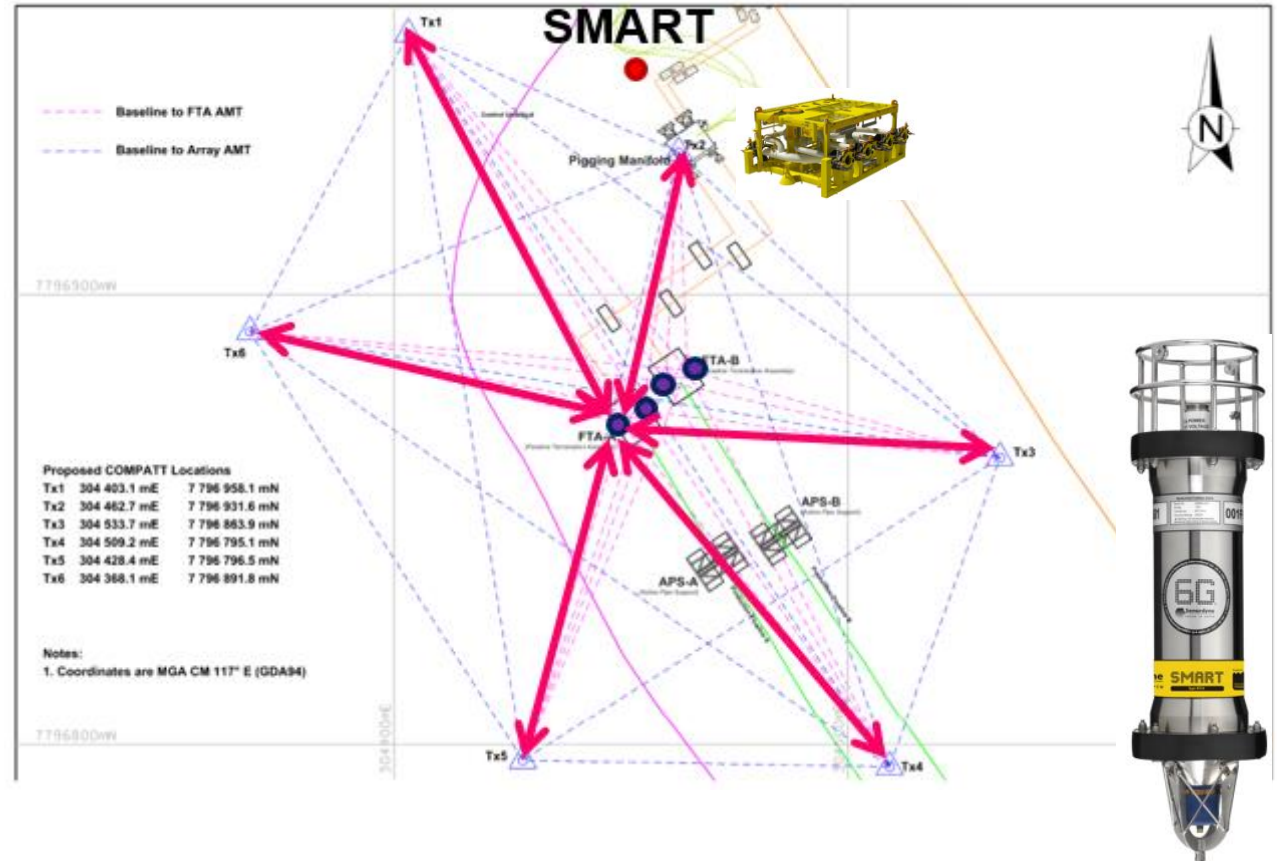 SMART
Tx1
Baseline to FTA AMT
Baseline to Array AMT
N
Tx2
Pigging Manifold
7796900mN
Tx6
FTA-B
FTA-
Tx3
Proposed COMPATT Locations
Tx1 304 403.1 mE 7 796 958.1 mN
Tx2 304 462.7 mE 7 796 931.6 mN
Tx3 304 533.7 mE 7 796 863.9 mN
Tx4 304 509.2 mE 7 796 795.1 mN
Tx5 304 428.4 mE 7 796 796.5 mN
Tx6 304 368.1 mE 7 796 891.8 mN
APS-B
APS-A
Notes:
1. Coordinates are MGA CM 117° E (GDA94)
7796800mN
Tx5
Tx4
6G
SMART